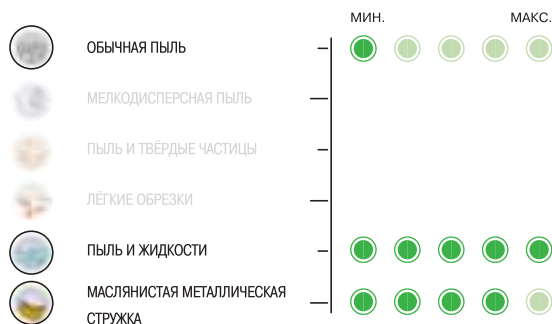 МИН. МАКС.
ОБЫЧНАЯ ПЫЛЬ
МЕЛКОДИСПЕРСНАЯ ПЫЛЬ
ПЫЛЬ И ТВЁРДЫЕ ЧАСТИЦЫ
ЛЁГКИЕ ОБРЕЗКИ
ПЫЛЬ И ЖИДКОСТИ
МАСЛЯНИСТАЯ МЕТАЛЛИЧЕСКАЯ
СТРУЖКА